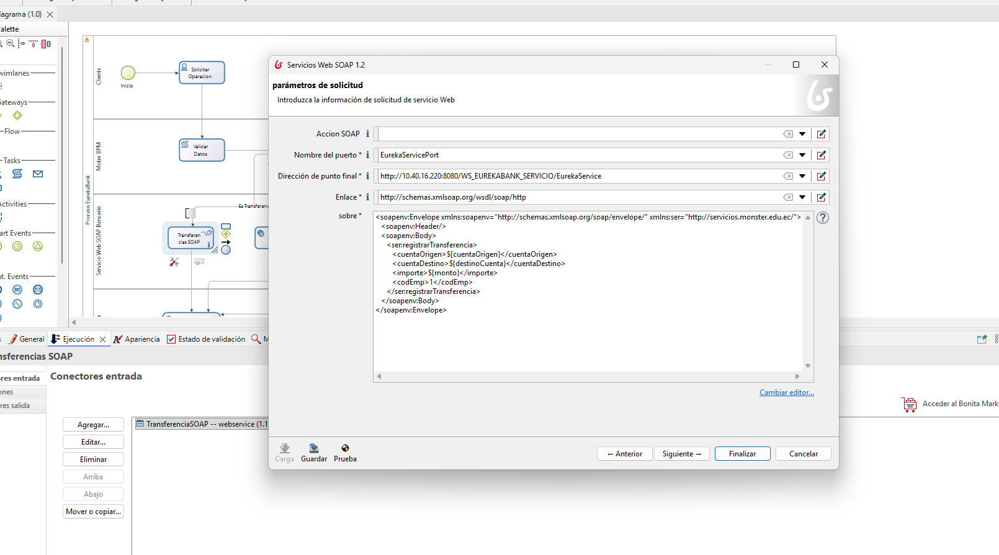 iagrama (1.0)
alette
wimlanes
ateways
Flow
Tasks
Activities
art Events
nt. Events
Proceso EurekaBank
Cliente
Inicio
Solicitar
Operacion
Motor BPM
Validar
Datos
Servicio Web SOAP Bancario
Es Transferenc
Transferen
cias SOAP
Servicios Web SOAP 1.2
parámetros de solicitud
Introduzca la información de solicitud de servicio Web
Accion SOAP
Nombre del puerto * EurekaServicePort
Dirección de punto final * http://10.40.16.220:8080/WS_EUREKABANK_SERVICIO/EurekaService
Enlace * http://schemas.xmlsoap.org/wsdl/soap/http
sobre *
<soapenv:Envelope xmlns:soapenv="http://schemas.xmlsoap.org/soap/envelope/" xmlns:ser="http://servicios.monster.edu.ec/">
<soapenv:Header/>
<soapenv:Body>
<ser:registrarTransferencia>
<cuentaOrigen>${cuentaOrigen}</cuentaOrigen>
<cuentaDestino>${destinoCuenta}</cuentaDestino>
<importe>${monto}</importe>
<codEmp>1</codEmp>
</ser:registrarTransferencia>
</soapenv:Body>
</soapenv:Envelope>
Cambiar editor...
Carga
Guardar
Prueba
← Anterior
Siguiente →
Finalizar
Cancelar
General
Ejecución
Apariencia
Estado de validación
M
nsferencias SOAP
ores entrada
ones
res salida
Conectores entrada
Agregar...
Editar...
Eliminar
Arriba
Abajo
Mover o copiar...
TransferenciaSOAP -- webservice (1.1
Acceder al Bonita Mark